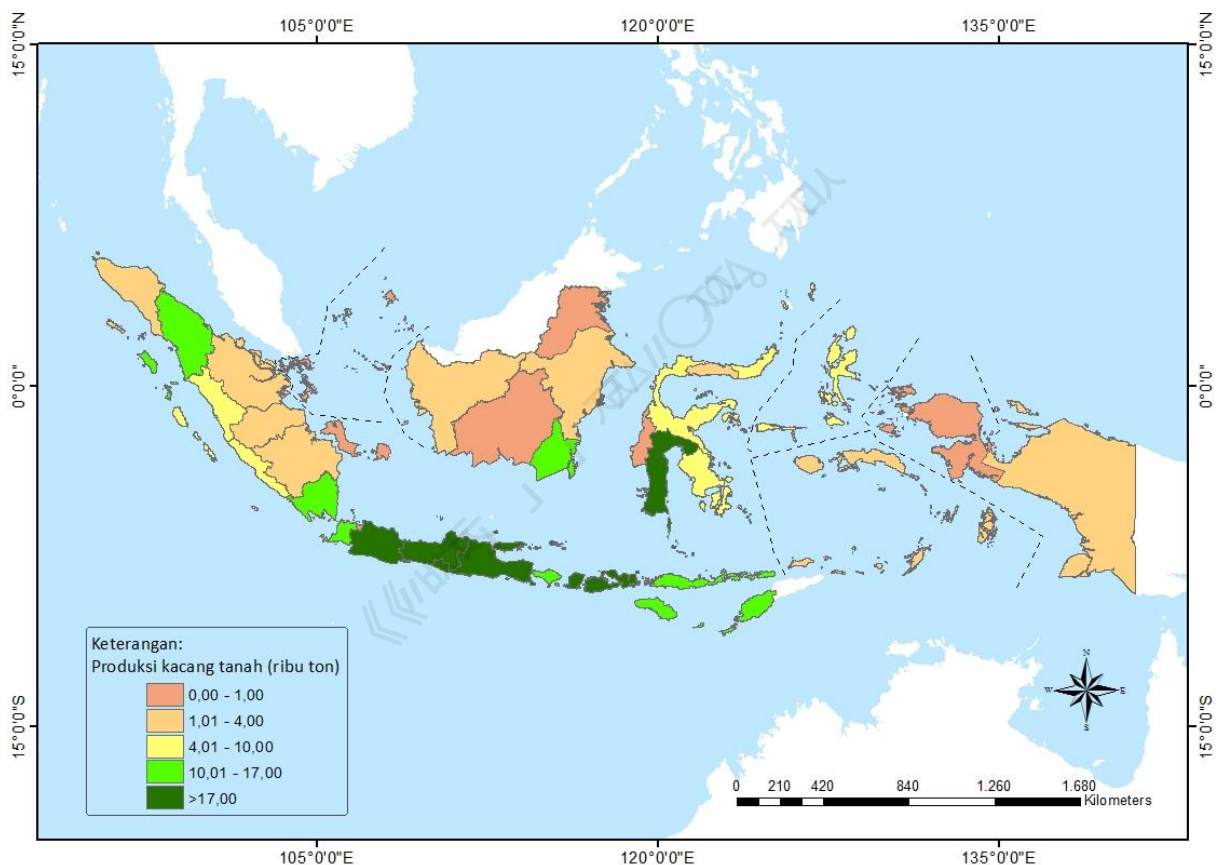 105°0'0"E 120°0'0"E 135°0'0"E
15°0'0"N 15°0'0"N
0°0'0" 0°0'0"
15°0'0"S 15°0'0"S
Keterangan:
Produksi kacang tanah (ribu ton)
0,00 - 1,00
1,01 - 4,00
4,01 - 10,00
10,01 - 17,00
>17,00
N
W E
S
0 210 420 840 1.260 1.680
Kilometers
105°0'0"E 120°0'0"E 135°0'0"E